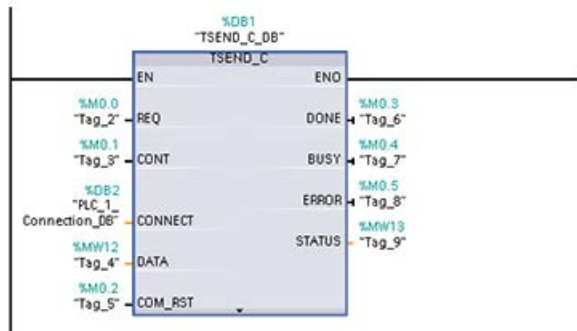 %DB1
"TSEND_C_DB"
TSEND_C
EN ENO
%M0.0
"Tag_2" REQ
%M0.1
"Tag_3" CONT
%DB2
"PLC_1_
Connection_DB" CONNECT
%MW12
"Tag_4" DATA
%M0.2
"Tag_5" COM_RST
%M0.3
DONE "Tag_6"
%M0.4
BUSY "Tag_7"
%M0.5
ERROR "Tag_8"
%MW13
STATUS "Tag_9"